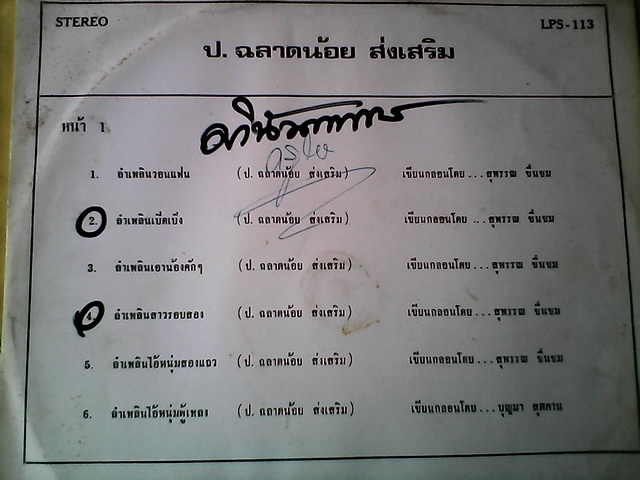 STEREO LPS-113
ป. ฉลาดน้อย ส่งเสริม
หน้า 1
1. ลำเพลินวอนแฟน (ป. ฉลาดน้อย ส่งเสริม) เขียนกลอนโดย...สุพรรณ ชื่นชม
2. ลำเพลินเบิ่ดเบิ่ง (ป. ฉลาดน้อย ส่งเสริม) เขียนกลอนโดย...สุพรรณ ชื่นชม
3. ลำเพลินเอาน้องคักๆ (ป. ฉลาดน้อย ส่งเสริม) เขียนกลอนโดย...สุพรรณ ชื่นชม
4. ลำเพลินสาวรอบสอง (ป. ฉลาดน้อย ส่งเสริม) เขียนกลอนโดย...สุพรรณ ชื่นชม
5. ลำเพลินไอ้หนุ่มสองแถว (ป. ฉลาดน้อย ส่งเสริม) เขียนกลอนโดย...สุพรรณ ชื่นชม
6. ลำเพลินไอ้หนุ่มตู้เพลง (ป. ฉลาดน้อย ส่งเสริม) เขียนกลอนโดย...บุญมา สุดตาน